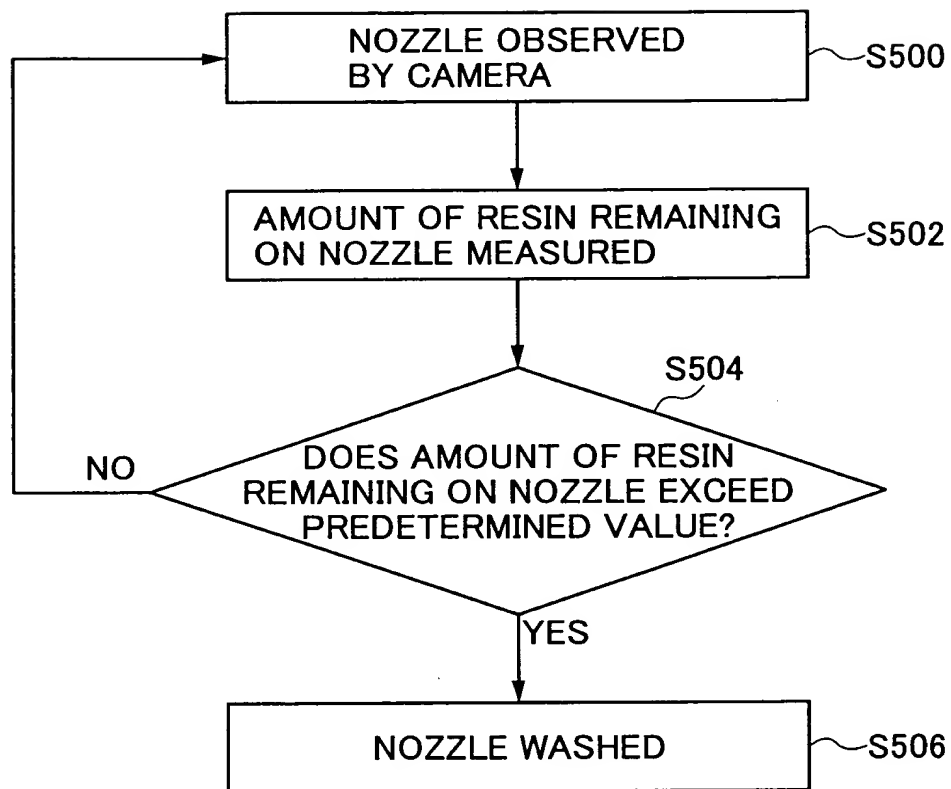 NOZZLE OBSERVED
BY CAMERA
S500
AMOUNT OF RESIN REMAINING
ON NOZZLE MEASURED
S502
S504
DOES AMOUNT OF RESIN
REMAINING ON NOZZLE EXCEED
PREDETERMINED VALUE?
NO
YES
NOZZLE WASHED
S506